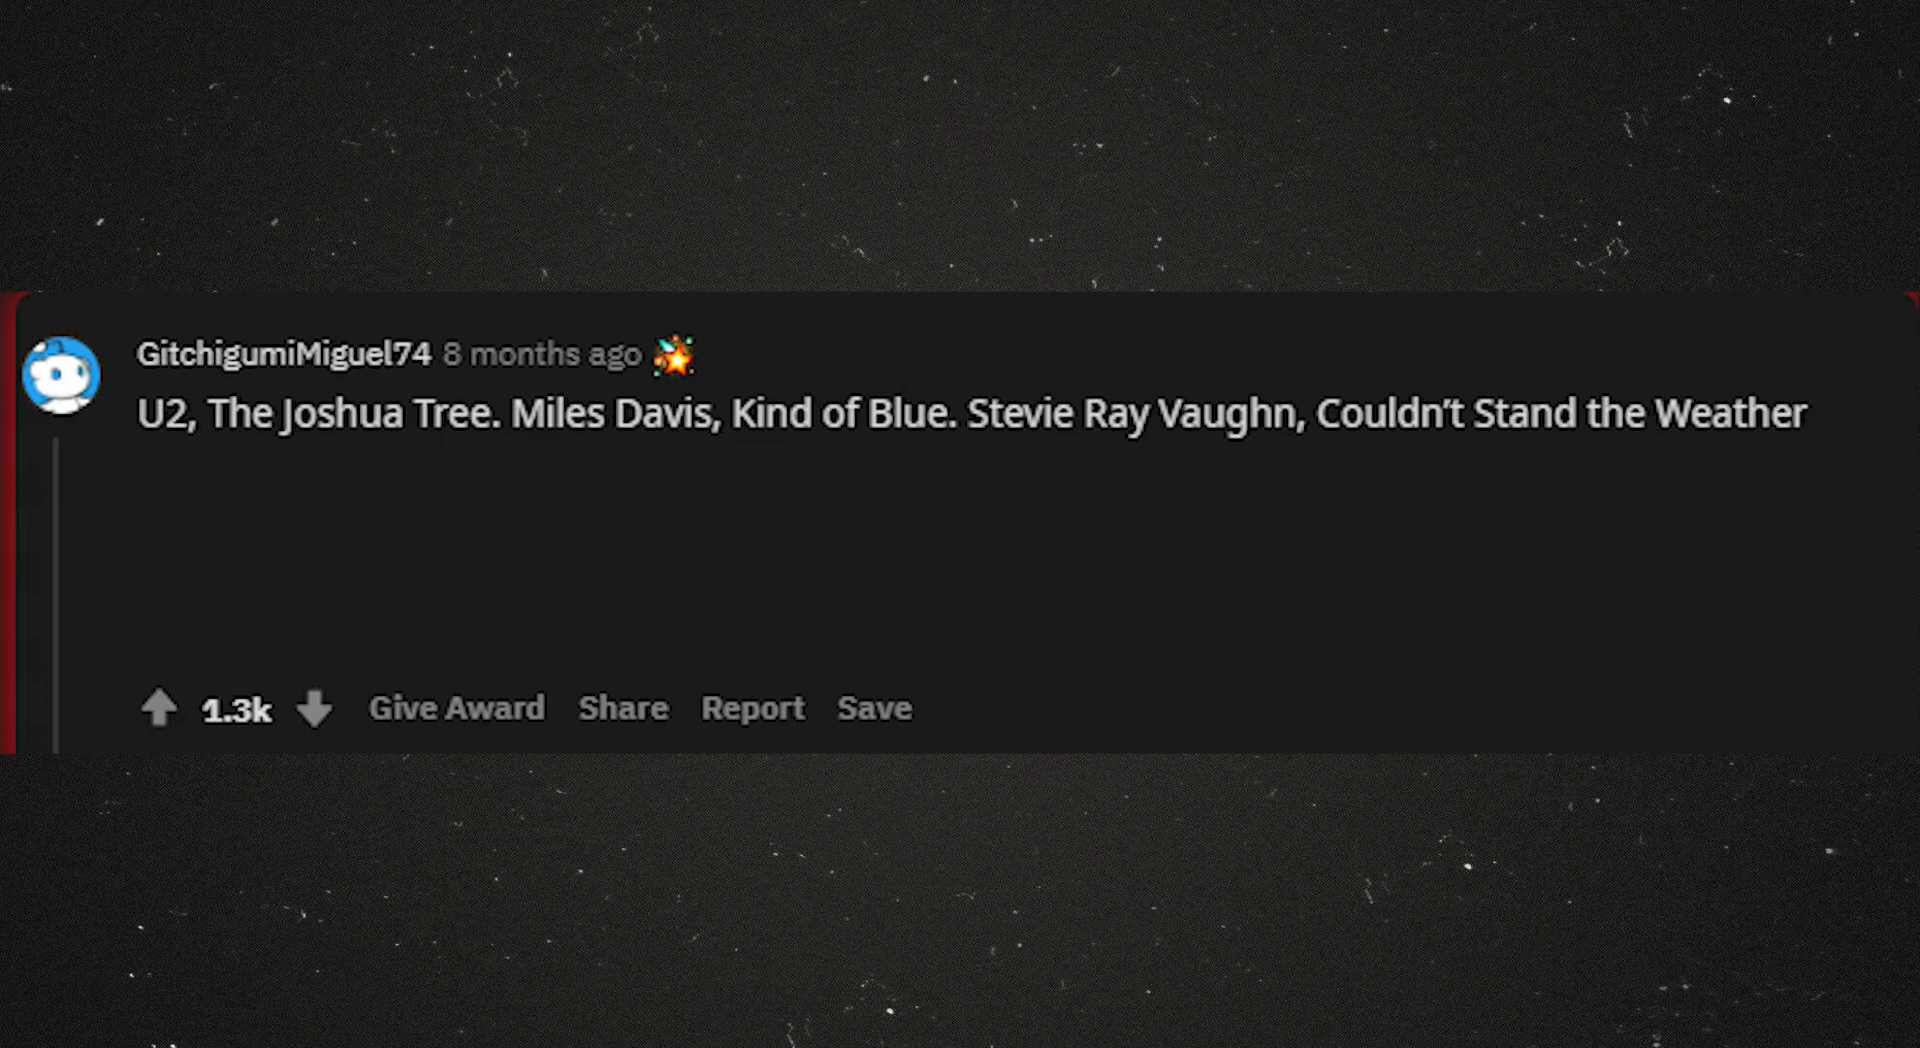 GitchigumiMiguel74 8 months ago
U2, The Joshua Tree. Miles Davis, Kind of Blue. Stevie Ray Vaughn, Couldn't Stand the Weather
1.3k Give Award Share Report Save